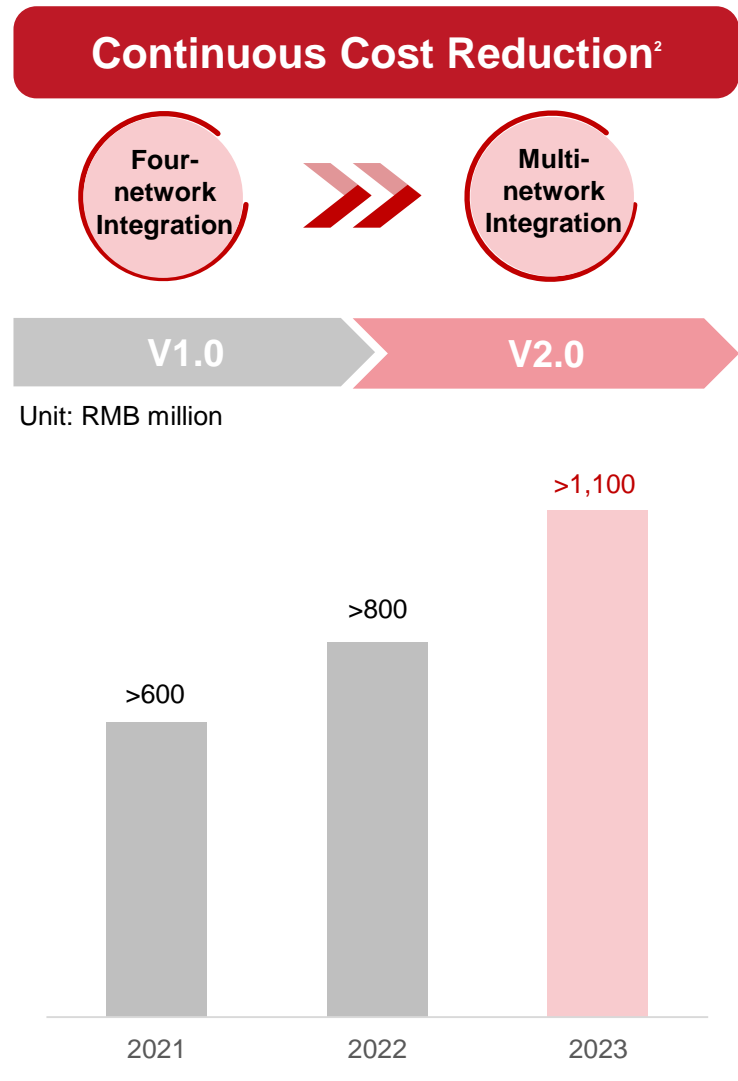 Continuous Cost Reduction²
Four-
network
Integration
Multi-
network
Integration
V1.0
V2.0
Unit: RMB million
>1,100
>800
>600
2021
2022
2023